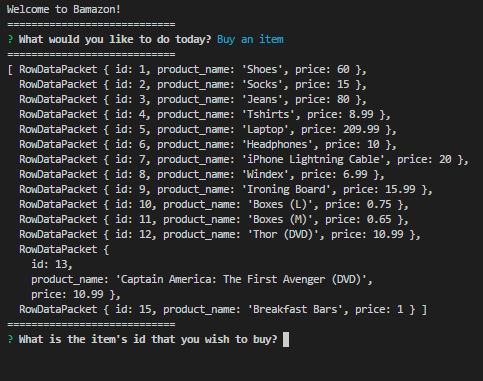 Welcome to Bamazon!
============================
? What would you like to do today? Buy an item
============================
[ RowDataPacket { id: 1, product_name: 'Shoes', price: 60 },
  RowDataPacket { id: 2, product_name: 'Socks', price: 15 },
  RowDataPacket { id: 3, product_name: 'Jeans', price: 80 },
  RowDataPacket { id: 4, product_name: 'Tshirts', price: 8.99 },
  RowDataPacket { id: 5, product_name: 'Laptop', price: 209.99 },
  RowDataPacket { id: 6, product_name: 'Headphones', price: 10 },
  RowDataPacket { id: 7, product_name: 'iPhone Lightning Cable', price: 20 },
  RowDataPacket { id: 8, product_name: 'Windex', price: 6.99 },
  RowDataPacket { id: 9, product_name: 'Ironing Board', price: 15.99 },
  RowDataPacket { id: 10, product_name: 'Boxes (L)', price: 0.75 },
  RowDataPacket { id: 11, product_name: 'Boxes (M)', price: 0.65 },
  RowDataPacket { id: 12, product_name: 'Thor (DVD)', price: 10.99 },
  RowDataPacket {
    id: 13,
    product_name: 'Captain America: The First Avenger (DVD)',
    price: 10.99 },
  RowDataPacket { id: 15, product_name: 'Breakfast Bars', price: 1 } ]
============================
? What is the item's id that you wish to buy?